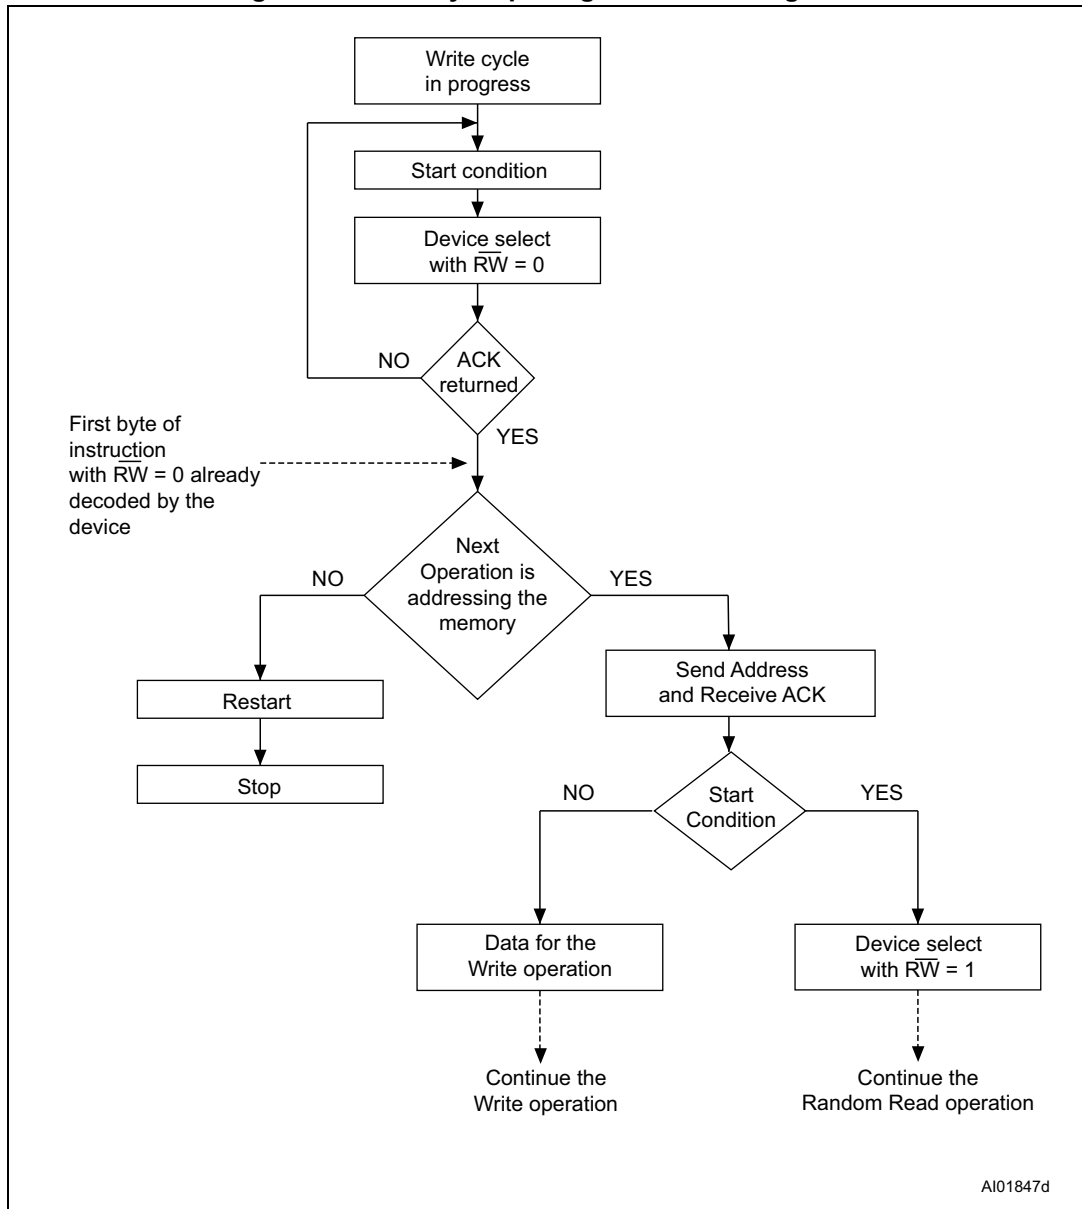 Write cycle
in progress
Start condition
Device select
with R̅W̅ = 0
NO
ACK
returned
YES
First byte of
instruction
with R̅W̅ = 0 already
decoded by the
device
Next
Operation is
addressing the
memory
NO
YES
Send Address
and Receive ACK
Restart
Stop
NO
Start
Condition
YES
Data for the
Write operation
Device select
with R̅W̅ = 1
Continue the
Write operation
Continue the
Random Read operation
AI01847d